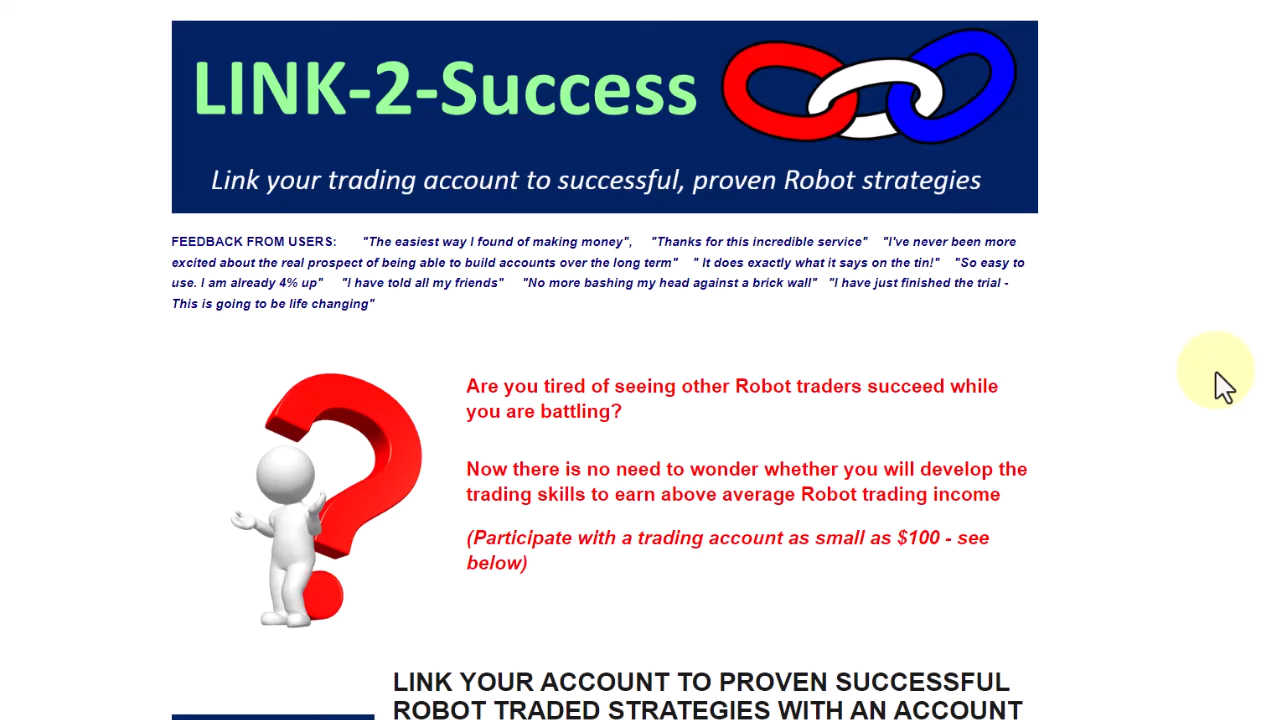 LINK-2-Success
Link your trading account to successful, proven Robot strategies
FEEDBACK FROM USERS: "The easiest way I found of making money", "Thanks for this incredible service" "I've never been more
excited about the real prospect of being able to build accounts over the long term" " It does exactly what it says on the tin!" "So easy to
use. I am already 4% up" "I have told all my friends" "No more bashing my head against a brick wall" "I have just finished the trial -
This is going to be life changing"
Are you tired of seeing other Robot traders succeed while
you are battling?
Now there is no need to wonder whether you will develop the
trading skills to earn above average Robot trading income
(Participate with a trading account as small as $100 - see
below)
LINK YOUR ACCOUNT TO PROVEN SUCCESSFUL
ROBOT TRADED STRATEGIES WITH AN ACCOUNT